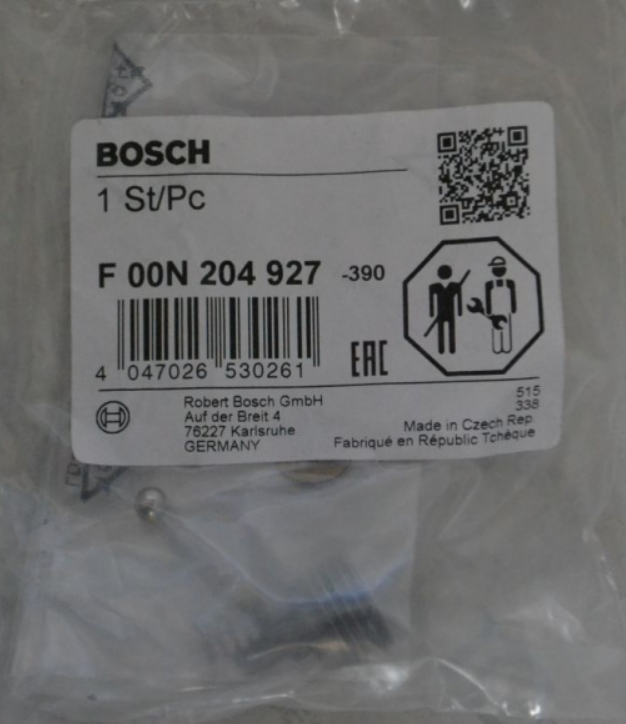 BOSCH
1 St/Pc
F 00N 204 927 -390
4 047026 530261
EAC
Robert Bosch GmbH
Auf der Breit 4
76227 Karlsruhe
GERMANY
515
338
Made in Czech Rep.
Fabriqué en Républic Tchèque